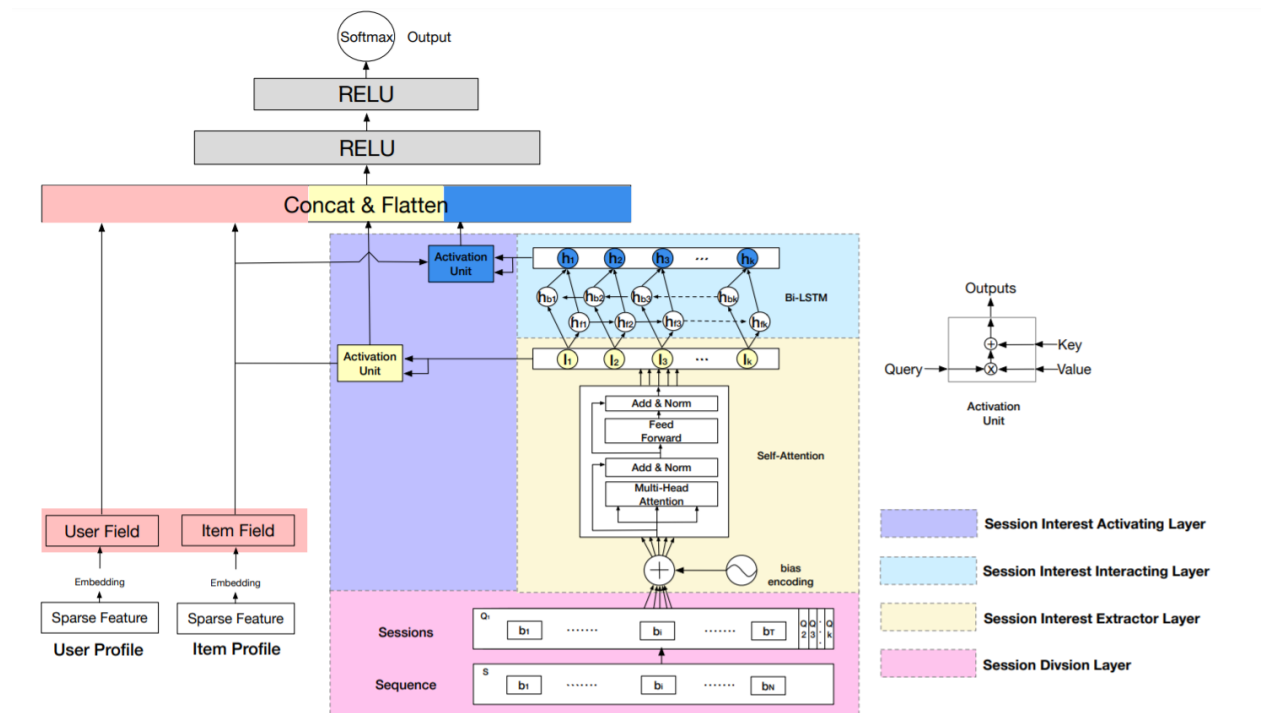 Softmax Output
RELU
RELU
Concat & Flatten
Activation
Unit
h1 h2 h3 ... hk
hb1 hb2 hb3 hbk
Bi-LSTM
hf1 hf2 hf3 hfk
Activation
Unit
I1 I2 I3 ... Ik
Add & Norm
Feed
Forward
Add & Norm
Multi-Head
Attention
Self-Attention
bias
encoding
Outputs
Key
Query
Value
Activation
Unit
User Field
Item Field
Embedding
Embedding
Sparse Feature
Sparse Feature
User Profile
Item Profile
Sessions
Q1
b1 ....... bi ....... bT
Q2 Q3 ... Qk
Sequence
S
b1 ....... bi ....... bN
Session Interest Activating Layer
Session Interest Interacting Layer
Session Interest Extractor Layer
Session Divsion Layer